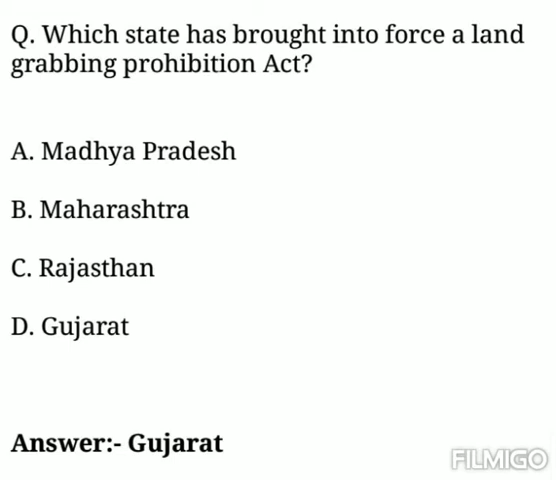 Q. Which state has brought into force a land
grabbing prohibition Act?
A. Madhya Pradesh
B. Maharashtra
C. Rajasthan
D. Gujarat
Answer:- Gujarat
FILMIGO